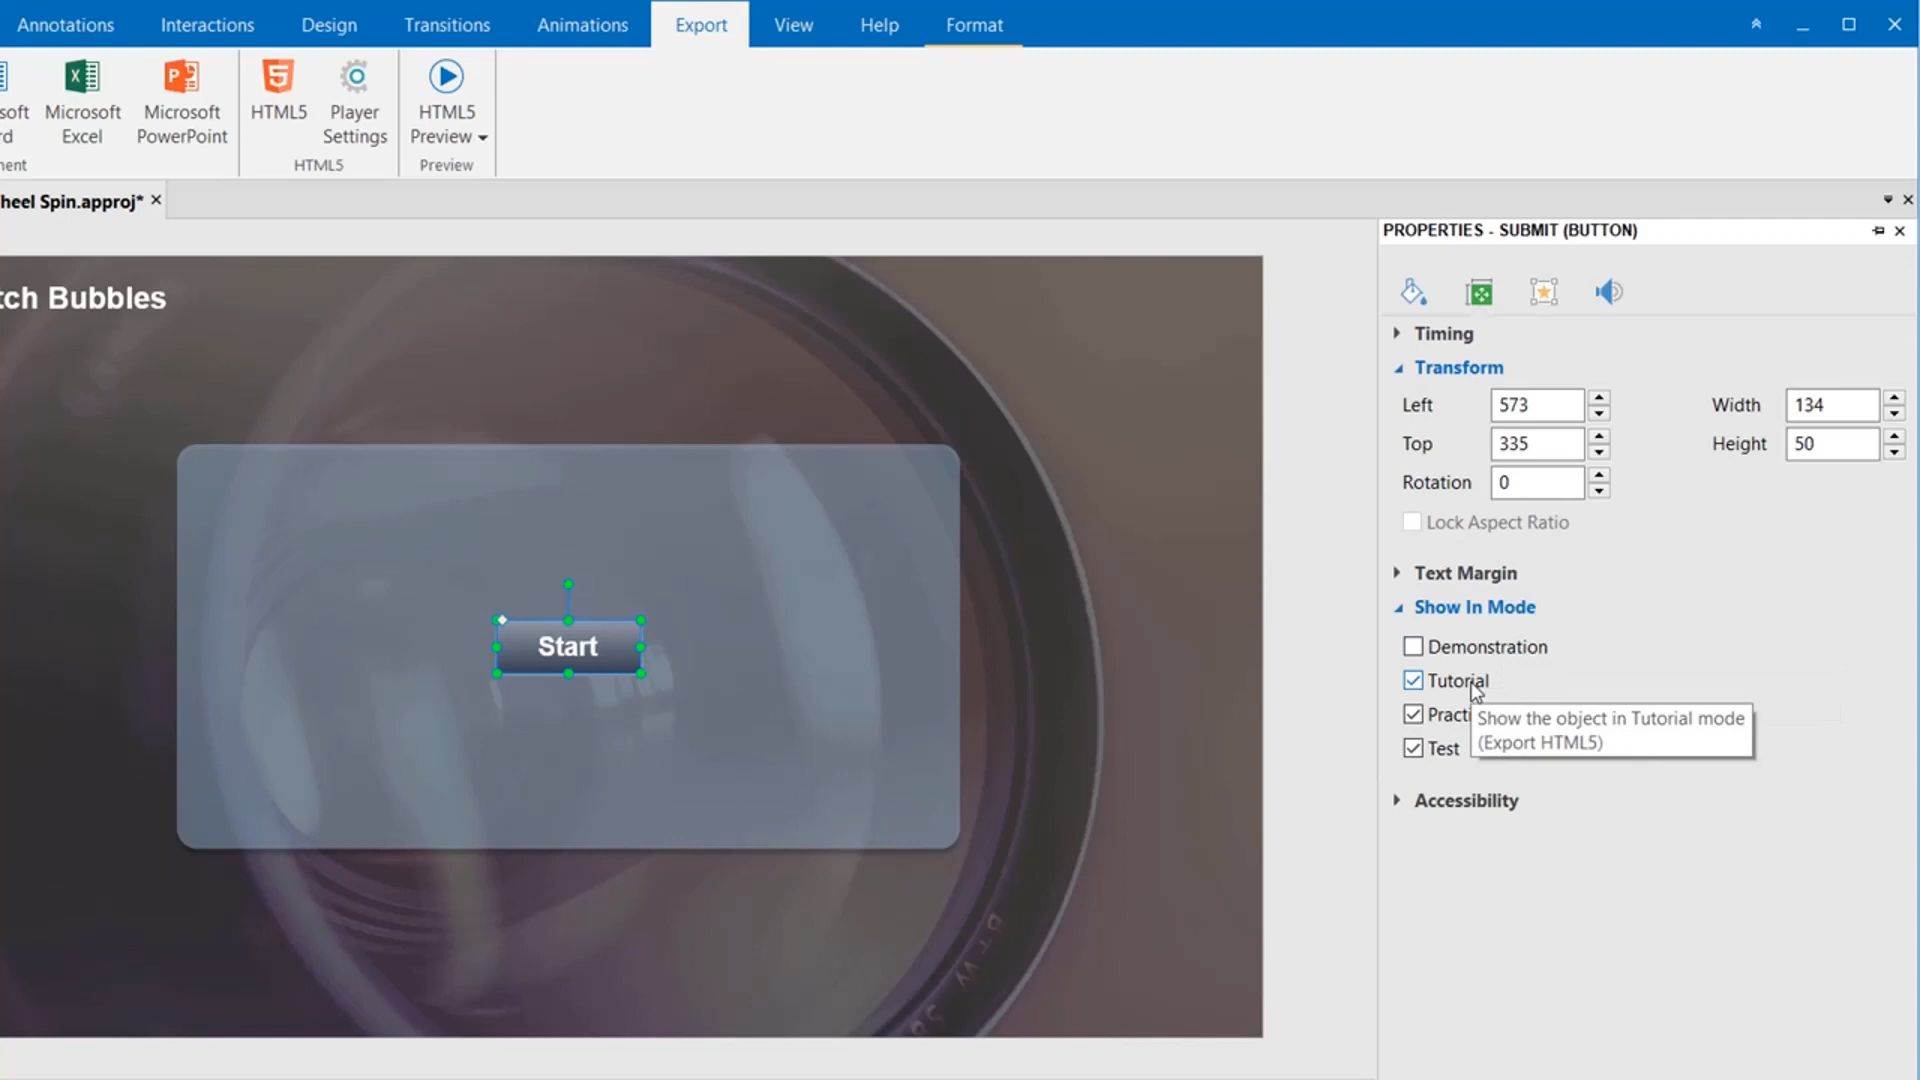 Annotations Interactions Design Transitions Animations Export View Help Format
soft Microsoft Microsoft HTML5 Player HTML5
rd Excel PowerPoint Settings Preview
ment HTML5 Preview
heel Spin.approj*
PROPERTIES - SUBMIT (BUTTON)
tch Bubbles
Timing
Transform
Left 573 Width 134
Top 335 Height 50
Rotation 0
Lock Aspect Ratio
Text Margin
Show In Mode
Start
Demonstration
Tutorial
Practi
Show the object in Tutorial mode
(Export HTML5)
Test
Accessibility